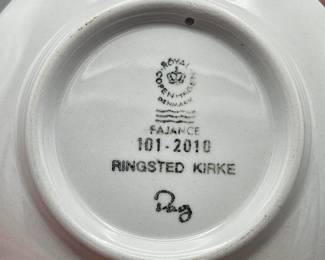 ROYAL
COPENHAGEN
DENMARK
FAJANCE
101-2010
RINGSTED KIRKE